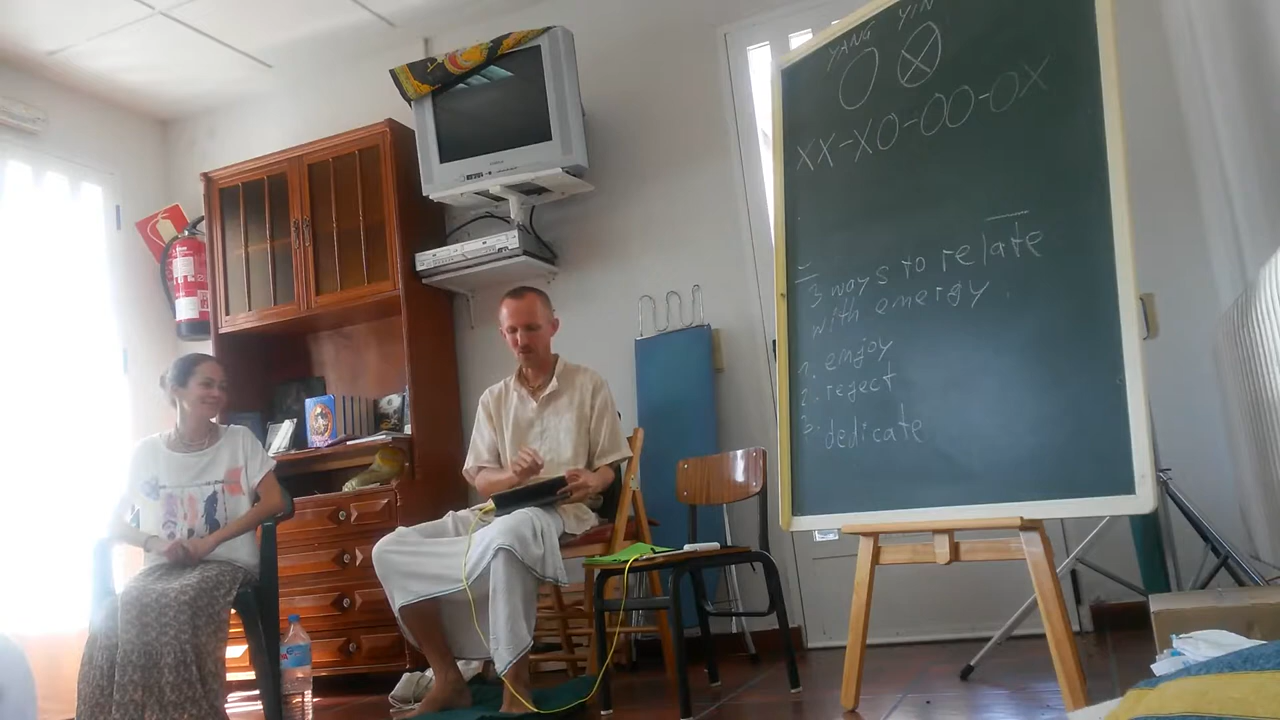 YANG YIN
XX-XO-OO-OX
3 ways to relate
with energy
1. enjoy
2. reject
3. dedicate